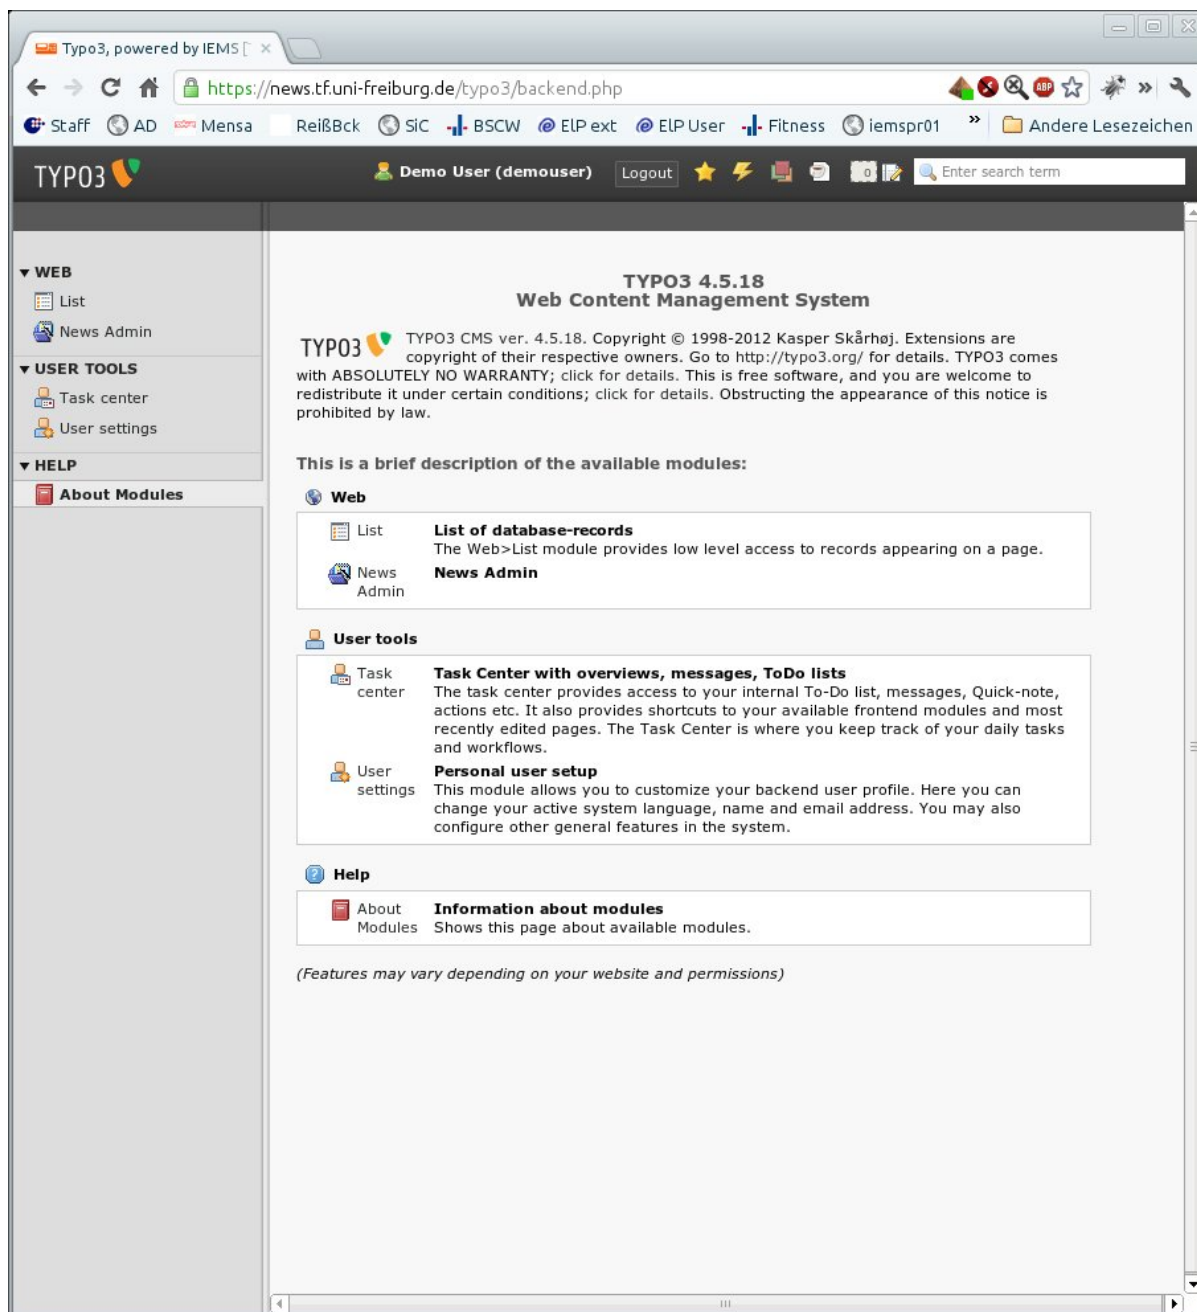 Typo3, powered by IEMS [
https://news.tf.uni-freiburg.de/typo3/backend.php
ABP
Staff AD Mensa ReißBck SiC BSCW ElP ext ElP User Fitness iemspr01 » Andere Lesezeichen
TYPO3 Demo User (demouser) Logout 0 Enter search term
WEB
List
News Admin
USER TOOLS
Task center
User settings
HELP
About Modules
TYPO3 4.5.18
Web Content Management System
TYPO3 TYPO3 CMS ver. 4.5.18. Copyright © 1998-2012 Kasper Skårhøj. Extensions are
copyright of their respective owners. Go to http://typo3.org/ for details. TYPO3 comes
with ABSOLUTELY NO WARRANTY; click for details. This is free software, and you are welcome to
redistribute it under certain conditions; click for details. Obstructing the appearance of this notice is
prohibited by law.
This is a brief description of the available modules:
Web
List List of database-records
The Web>List module provides low level access to records appearing on a page.
News News Admin
Admin
User tools
Task Task Center with overviews, messages, ToDo lists
center The task center provides access to your internal To-Do list, messages, Quick-note,
actions etc. It also provides shortcuts to your available frontend modules and most
recently edited pages. The Task Center is where you keep track of your daily tasks
and workflows.
User Personal user setup
settings This module allows you to customize your backend user profile. Here you can
change your active system language, name and email address. You may also
configure other general features in the system.
Help
About Information about modules
Modules Shows this page about available modules.
(Features may vary depending on your website and permissions)